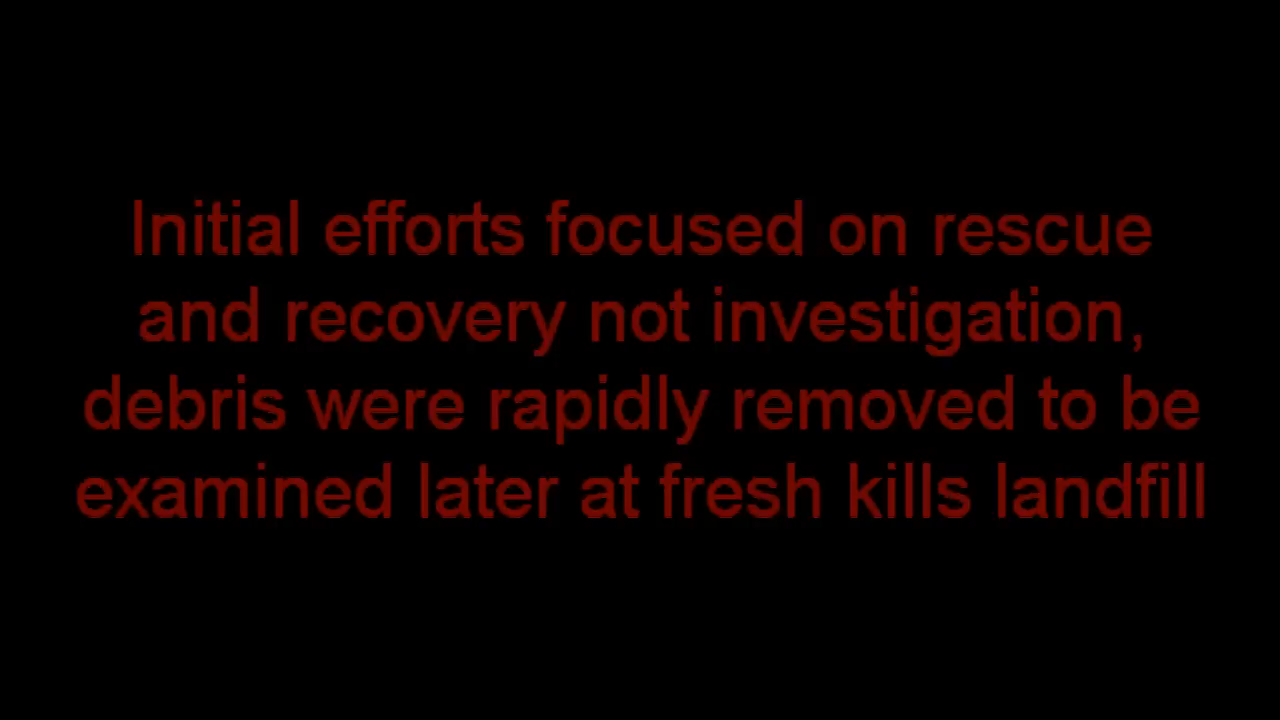 Initial efforts focused on rescue
and recovery not investigation,
debris were rapidly removed to be
examined later at fresh kills landfill